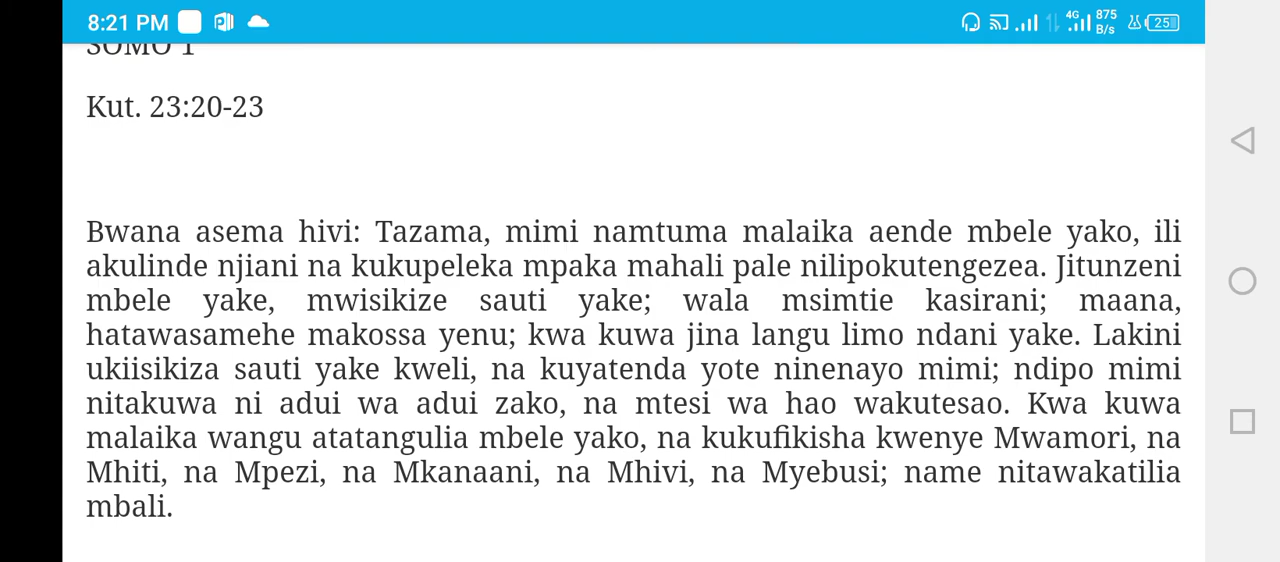 8:21 PM 4G 875 B/s 25
SOMO 1
Kut. 23:20-23
Bwana asema hivi: Tazama, mimi namtuma malaika aende mbele yako, ili
akulinde njiani na kukupeleka mpaka mahali pale nilipokutengezea. Jitunzeni
mbele yake, mwisikize sauti yake; wala msimtie kasirani; maana,
hatawasamehe makossa yenu; kwa kuwa jina langu limo ndani yake. Lakini
ukiisikiza sauti yake kweli, na kuyatenda yote ninenayo mimi; ndipo mimi
nitakuwa ni adui wa adui zako, na mtesi wa hao wakutesao. Kwa kuwa
malaika wangu atatangulia mbele yako, na kukufikisha kwenye Mwamori, na
Mhiti, na Mpezi, na Mkanaani, na Mhivi, na Myebusi; name nitawakatilia
mbali.